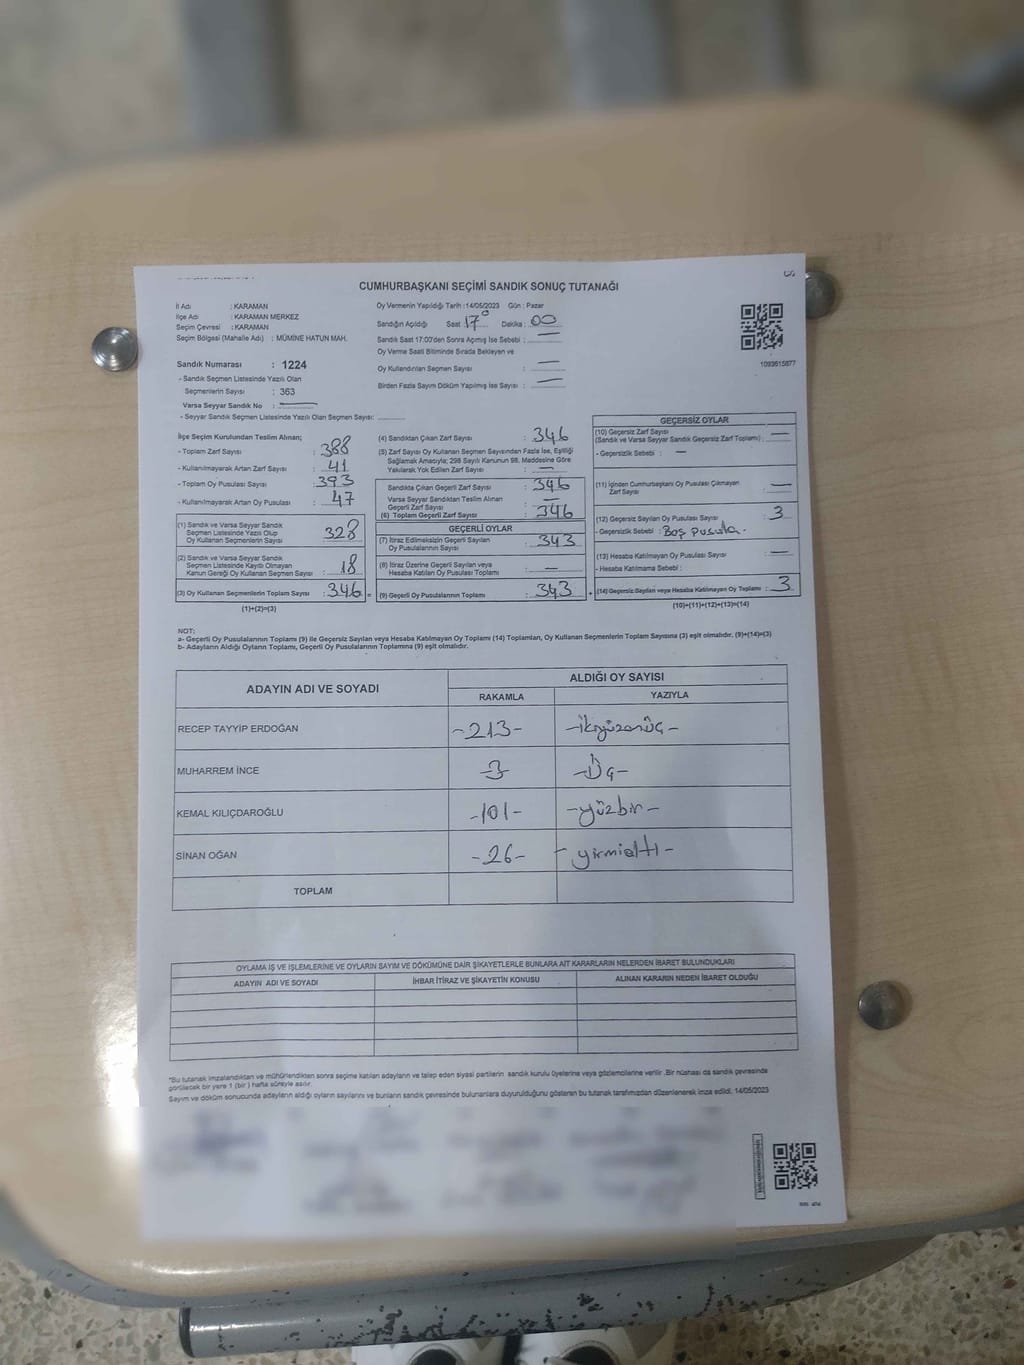 CUMHURBAŞKANI SEÇİMİ SANDIK SONUÇ TUTANAĞI
İl Adı : KARAMAN
İlçe Adı : KARAMAN MERKEZ
Seçim Çevresi : KARAMAN
Seçim Bölgesi (Mahalle Adı) : MÜMİNE HATUN MAH.
Sandık Numarası : 1224
- Sandık Seçmen Listesinde Yazılı Olan
Seçmenlerin Sayısı : 363
Varsa Seyyar Sandık No :
- Seyyar Sandık Seçmen Listesinde Yazılı Olan Seçmen Sayısı:
Oy Vermenin Yapıldığı Tarih :14/05/2023 Gün : Pazar
Sandığın Açıldığı Saat : 17 Dakika : 00
Sandık Saat 17:00'den Sonra Açmış İse Sebebi :
Oy Verme Saati Bitiminde Sırada Bekleyen ve
Oy Kullandırılan Seçmen Sayısı :
Birden Fazla Sayım Döküm Yapılmış İse Sayısı :
1093615877
İlçe Seçim Kurulundan Teslim Alınan;
- Toplam Zarf Sayısı : 388
- Kullanılmayarak Artan Zarf Sayısı : 41
- Toplam Oy Pusulası Sayısı : 393
- Kullanılmayarak Artan Oy Pusulası : 47
(1) Sandık ve Varsa Seyyar Sandık
Seçmen Listesinde Yazılı Olup
Oy Kullanan Seçmenlerin Sayısı : 328
(2) Sandık ve Varsa Seyyar Sandık
Seçmen Listesinde Kayıtlı Olmayan
Kanun Gereği Oy Kullanan Seçmen Sayısı : 18
(3) Oy Kullanan Seçmenlerin Toplam Sayısı : 346 =
(1)+(2)=(3)
(4) Sandıktan Çıkan Zarf Sayısı : 346
(5) Zarf Sayısı Oy Kullanan Seçmen Sayısından Fazla İse, Eşitliği
Sağlamak Amacıyla; 298 Sayılı Kanunun 98. Maddesine Göre
Yakılarak Yok Edilen Zarf Sayısı : —
Sandıkta Çıkan Geçerli Zarf Sayısı : 346
Varsa Seyyar Sandıktan Teslim Alınan
Geçerli Zarf Sayısı : —
(6) Toplam Geçerli Zarf Sayısı : 346
GEÇERLİ OYLAR
(7) İtiraz Edilmeksizin Geçerli Sayılan
Oy Pusulalarının Sayısı : 343
(8) İtiraz Üzerine Geçerli Sayılan veya
Hesaba Katılan Oy Pusulası Toplamı : —
(9) Geçerli Oy Pusulalarının Toplamı : 343 +
GEÇERSİZ OYLAR
(10) Geçersiz Zarf Sayısı
(Sandık ve Varsa Seyyar Sandık Geçersiz Zarf Toplamı) : —
- Geçersizlik Sebebi : —
(11) İçinden Cumhurbaşkanı Oy Pusulası Çıkmayan
Zarf Sayısı : —
(12) Geçersiz Sayılan Oy Pusulası Sayısı : 3
- Geçersizlik Sebebi : Boş pusula.
(13) Hesaba Katılmayan Oy Pusulası Sayısı : —
- Hesaba Katılmama Sebebi :
(14) Geçersiz Sayılan veya Hesaba Katılmayan Oy Toplamı : 3
(10)+(11)+(12)+(13)=(14)
NOT:
a- Geçerli Oy Pusulalarının Toplamı (9) ile Geçersiz Sayılan veya Hesaba Katılmayan Oy Toplamı (14) Toplamları, Oy Kullanan Seçmenlerin Toplam Sayısına (3) eşit olmalıdır. (9)+(14)=(3)
b- Adayların Aldığı Oyların Toplamı, Geçerli Oy Pusulalarının Toplamına (9) eşit olmalıdır.
ADAYIN ADI VE SOYADI ALDIĞI OY SAYISI
RAKAMLA YAZIYLA
RECEP TAYYİP ERDOĞAN -213- -ikiyüzonüç-
MUHARREM İNCE -3- -Üç-
KEMAL KILIÇDAROĞLU -101- -yüzbir-
SİNAN OĞAN -26- -yirmialtı-
TOPLAM
OYLAMA İŞ VE İŞLEMLERİNE VE OYLARIN SAYIM VE DÖKÜMÜNE DAİR ŞİKAYETLERLE BUNLARA AİT KARARLARIN NELERDEN İBARET BULUNDUKLARI
ADAYIN ADI VE SOYADI İHBAR İTİRAZ VE ŞİKAYETİN KONUSU ALINAN KARARIN NEDEN İBARET OLDUĞU
*Bu tutanak imzalandıktan ve mühürlendikten sonra seçime katılan adayların ve talep eden siyasi partilerin sandık kurulu üyelerine veya gözlemcilerine verilir .Bir nüshası da sandık çevresinde
görülecek bir yere 1 (bir ) hafta süreyle asılır.
Sayım ve döküm sonucunda adayların aldığı oyların sayılarını ve bunların sandık çevresinde bulunanlara duyurulduğunu gösteren bu tutanak tarafımızdan düzenlenerek imza edildi. 14/05/2023